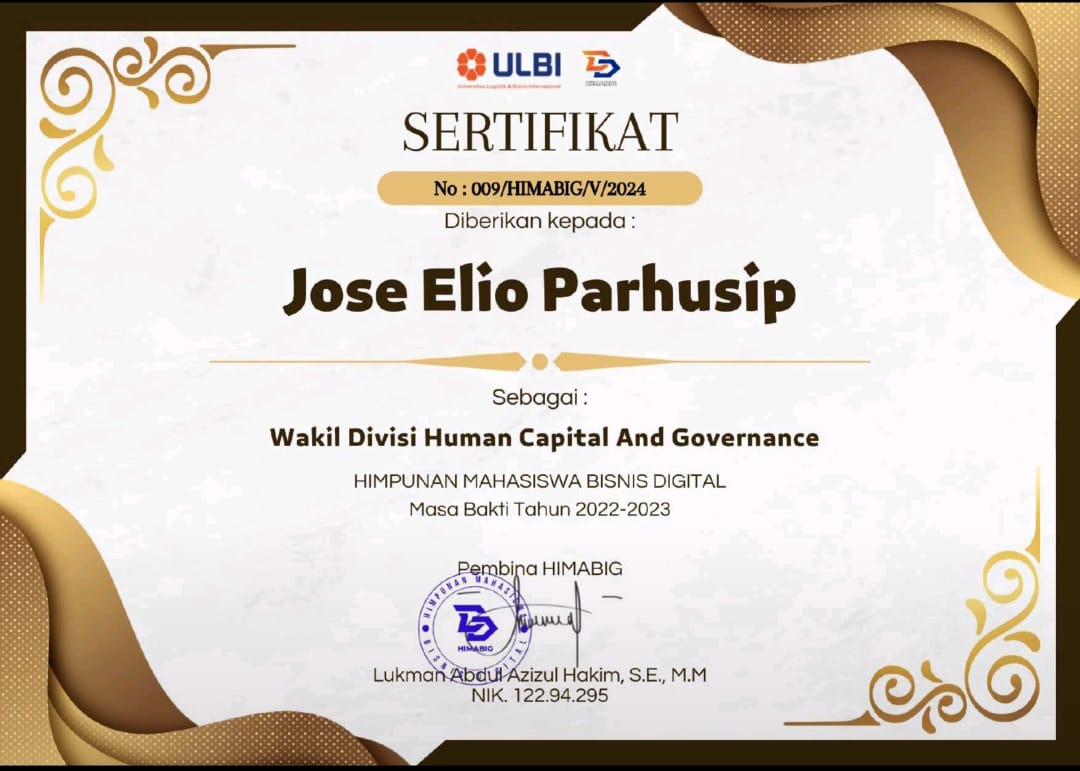 ULBI
Universitas Logistik & Bisnis Internasional
HIMABIG
SERTIFIKAT
No : 009/HIMABIG/V/2024
Diberikan kepada :
Jose Elio Parhusip
Sebagai :
Wakil Divisi Human Capital And Governance
HIMPUNAN MAHASISWA BISNIS DIGITAL
Masa Bakti Tahun 2022-2023
Pembina HIMABIG
HIMPUNAN MAHASISWA
BISNIS DIGITAL
HIMABIG
Lukman Abdul Azizul Hakim, S.E., M.M
NIK. 122.94.295